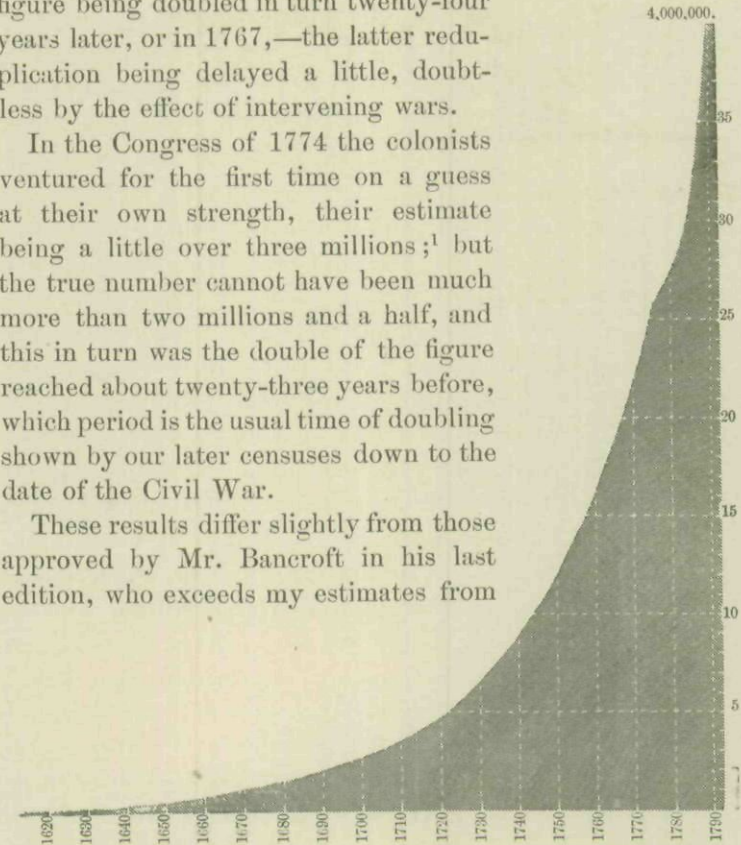 figure being doubled in turn twenty-four
years later, or in 1767,—the latter redu-
plication being delayed a little, doubt-
less by the effect of intervening wars.
In the Congress of 1774 the colonists
ventured for the first time on a guess
at their own strength, their estimate
being a little over three millions;¹ but
the true number cannot have been much
more than two millions and a half, and
this in turn was the double of the figure
reached about twenty-three years before,
which period is the usual time of doubling
shown by our later censuses down to the
date of the Civil War.
These results differ slightly from those
approved by Mr. Bancroft in his last
edition, who exceeds my estimates from
4,000,000.
35
30
25
20
15
10
5
1620 1630 1640 1650 1660 1670 1680 1690 1700 1710 1720 1730 1740 1750 1760 1770 1780 1790